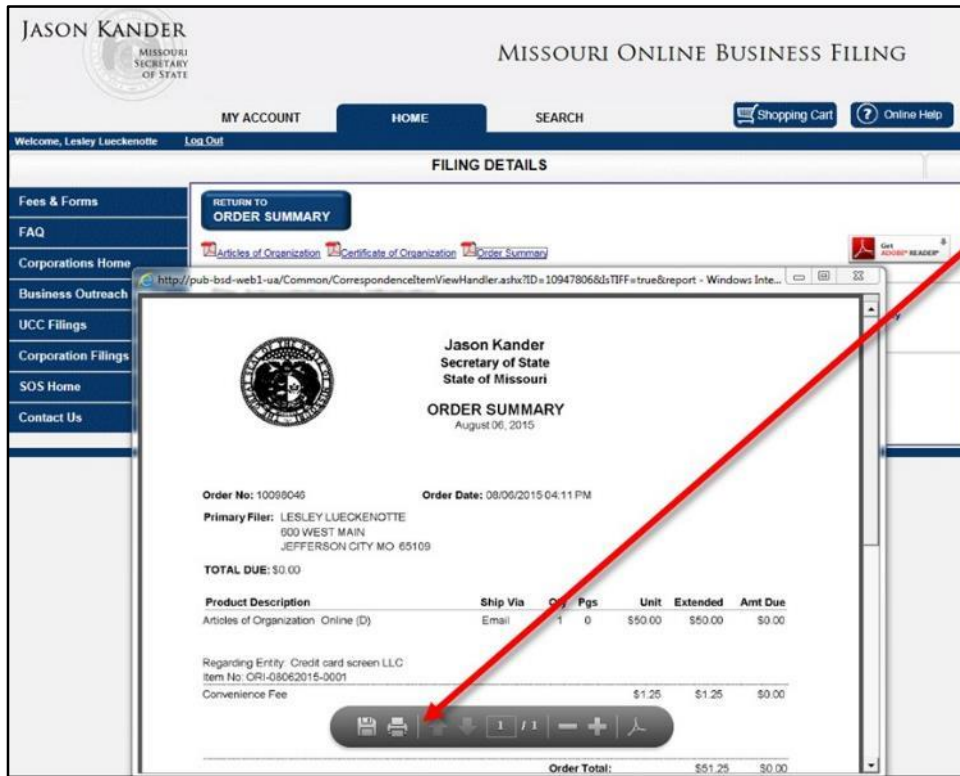 JASON KANDER
MISSOURI
SECRETARY
OF STATE
MISSOURI ONLINE BUSINESS FILING
MY ACCOUNT HOME SEARCH Shopping Cart ? Online Help
Welcome, Lesley Lueckenotte Log Out
FILING DETAILS
Fees & Forms
FAQ
Corporations Home
Business Outreach
UCC Filings
Corporation Filings
SOS Home
Contact Us
RETURN TO
ORDER SUMMARY
Articles of Organization Certificate of Organization Order Summary
Get
ADOBE® READER®
http://pub-bsd-web1-ua/Common/CorrespondenceItemViewHandler.ashx?ID=10947806&IsTIFF=true&report - Windows Inte...
Jason Kander
Secretary of State
State of Missouri
ORDER SUMMARY
August 06, 2015
Order No: 10098046 Order Date: 08/06/2015 04:11 PM
Primary Filer: LESLEY LUECKENOTTE
600 WEST MAIN
JEFFERSON CITY MO 65109
TOTAL DUE: $0.00
Product Description Ship Via Qty Pgs Unit Extended Amt Due
Articles of Organization Online (D) Email 1 0 $50.00 $50.00 $0.00
Regarding Entity: Credit card screen LLC
Item No: ORI-08062015-0001
Convenience Fee $1.25 $1.25 $0.00
1 / 1
Order Total: $51.25 $0.00